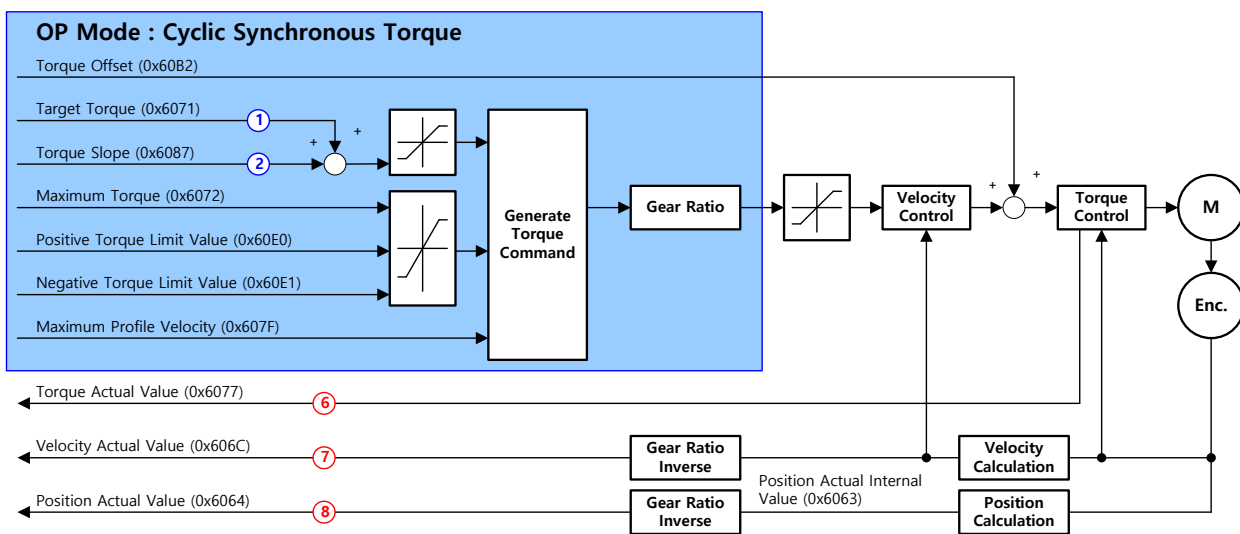 OP Mode : Cyclic Synchronous Torque
Torque Offset (0x60B2)
Target Torque (0x6071)
1
+
+
Torque Slope (0x6087)
2
Maximum Torque (0x6072)
Positive Torque Limit Value (0x60E0)
Negative Torque Limit Value (0x60E1)
Maximum Profile Velocity (0x607F)
Generate
Torque
Command
Gear Ratio
Velocity
Control
+
+
Torque
Control
M
Enc.
Torque Actual Value (0x6077)
6
Velocity Actual Value (0x606C)
7
Gear Ratio
Inverse
Velocity
Calculation
Position Actual Internal
Value (0x6063)
Position Actual Value (0x6064)
8
Gear Ratio
Inverse
Position
Calculation